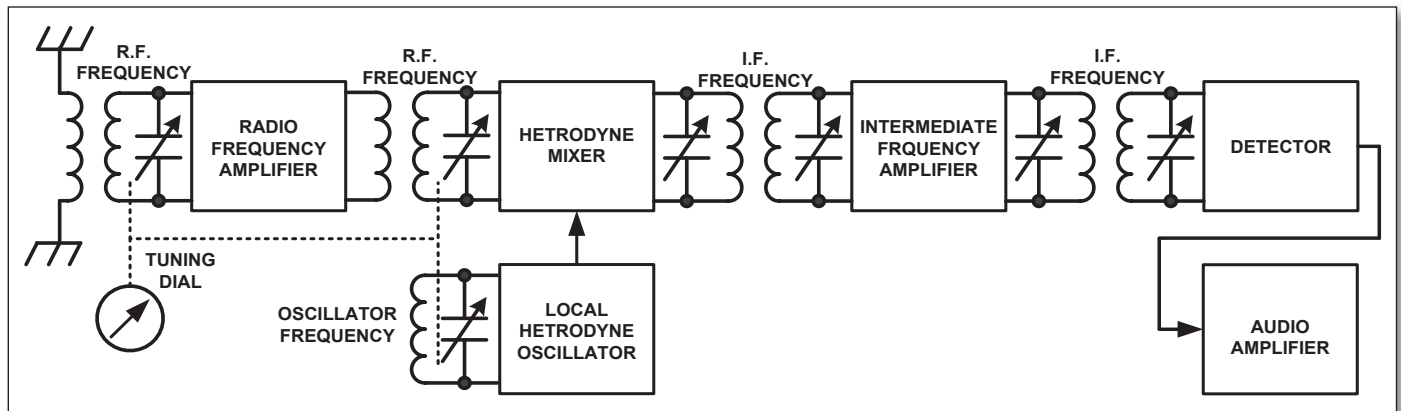 R.F.
FREQUENCY
RADIO
FREQUENCY
AMPLIFIER
R.F.
FREQUENCY
HETRODYNE
MIXER
I.F.
FREQUENCY
INTERMEDIATE
FRQUENCY
AMPLIFIER
I.F.
FREQUENCY
DETECTOR
TUNING
DIAL
OSCILLATOR
FREQUENCY
LOCAL
HETRODYNE
OSCILLATOR
AUDIO
AMPLIFIER